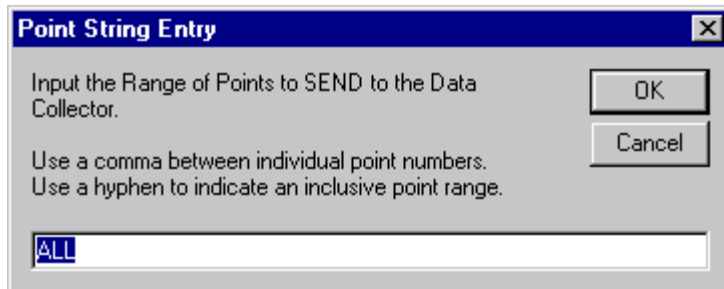 Point String Entry
Input the Range of Points to SEND to the Data
Collector.
Use a comma between individual point numbers.
Use a hyphen to indicate an inclusive point range.
OK
Cancel
ALL